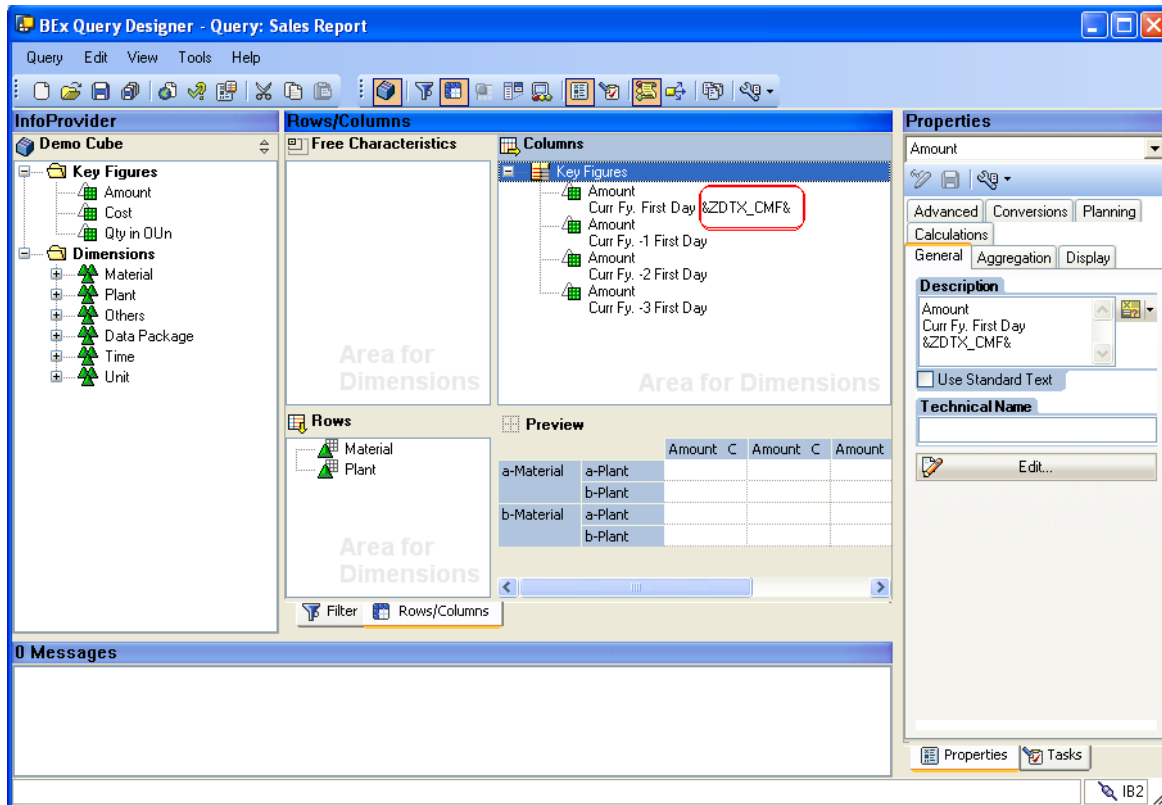 BEx Query Designer - Query: Sales Report
Query Edit View Tools Help
InfoProvider
Demo Cube
Key Figures
Amount
Cost
Qty in OUn
Dimensions
Material
Plant
Others
Data Package
Time
Unit
Rows/Columns
Free Characteristics
Area for
Dimensions
Columns
Key Figures
Amount
Curr Fy. First Day &ZDTX_CMF&
Amount
Curr Fy. -1 First Day
Amount
Curr Fy. -2 First Day
Amount
Curr Fy. -3 First Day
Area for Dimensions
Rows
Material
Plant
Area for
Dimensions
Preview
Amount C Amount C Amount
a-Material a-Plant
b-Plant
b-Material a-Plant
b-Plant
Filter Rows/Columns
Properties
Amount
Advanced Conversions Planning
Calculations
General Aggregation Display
Description
Amount
Curr Fy. First Day
&ZDTX_CMF&
Use Standard Text
Technical Name
Edit...
Properties Tasks
0 Messages
IB2